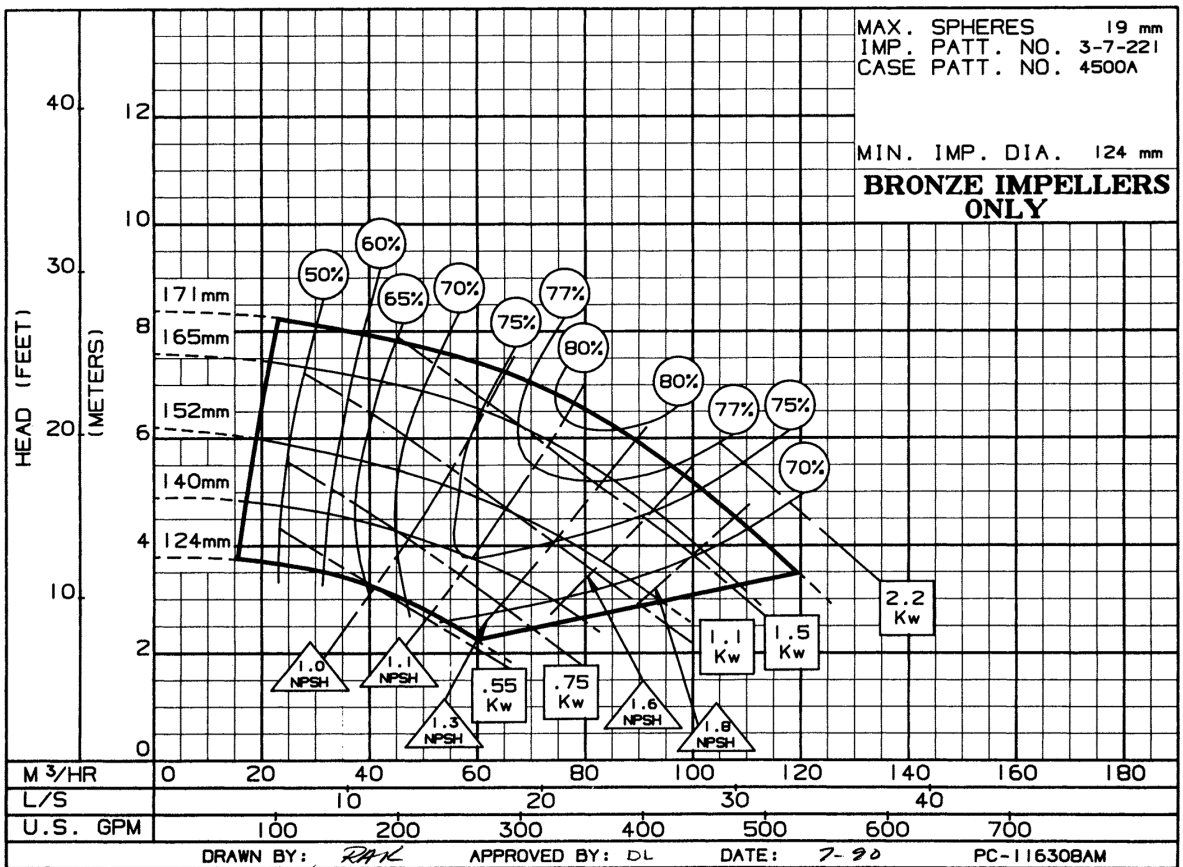 MAX. SPHERES 19 mm
IMP. PATT. NO. 3-7-221
CASE PATT. NO. 4500A
MIN. IMP. DIA. 124 mm
BRONZE IMPELLERS
ONLY
HEAD (FEET)
(METERS)
40
30
20
10
12
10
8
6
4
2
0
171mm
165mm
152mm
140mm
124mm
50%
60%
65%
70%
75%
77%
80%
80%
77%
75%
70%
1.0
NPSH
1.1
NPSH
1.3
NPSH
1.6
NPSH
1.8
NPSH
.55
Kw
.75
Kw
1.1
Kw
1.5
Kw
2.2
Kw
M³/HR 0 20 40 60 80 100 120 140 160 180
L/S 10 20 30 40
U.S. GPM 100 200 300 400 500 600 700
DRAWN BY: RAK APPROVED BY: DL DATE: 7-90 PC-116308AM